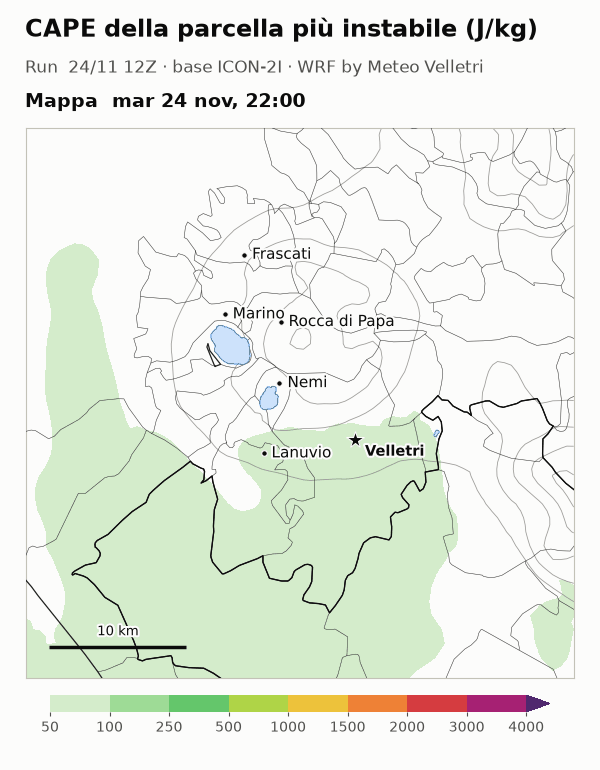 CAPE della parcella più instabile (J/kg)
Run  24/11 12Z · base ICON-2I · WRF by Meteo Velletri
Mappa  mar 24 nov, 22:00
Frascati
Marino
Rocca di Papa
Nemi
Velletri
Lanuvio
10 km
50 100 250 500 1000 1500 2000 3000 4000